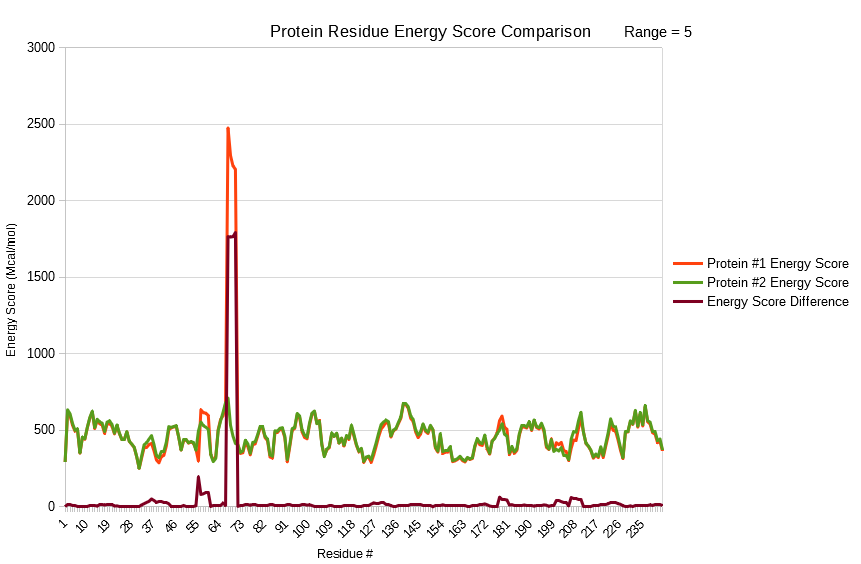 Protein Residue Energy Score Comparison Range = 5
3000
2500
2000
1500
1000
500
0
Energy Score (Mcal/mol)
1 10 19 28 37 46 55 64 73 82 91 100 109 118 127 136 145 154 163 172 181 190 199 208 217 226 235
Residue #
Protein #1 Energy Score
Protein #2 Energy Score
Energy Score Difference